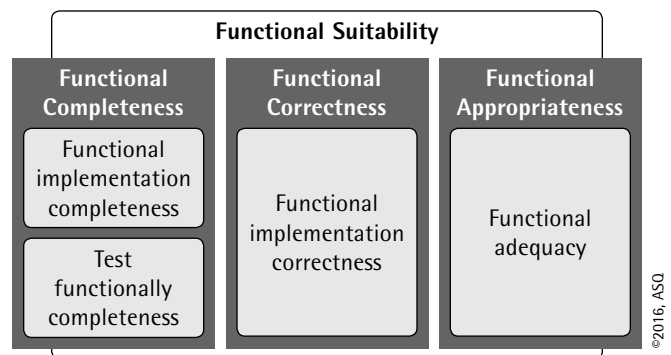 Functional Suitability
Functional
Completeness
Functional
implementation
completeness
Test
functionally
completeness
Functional
Correctness
Functional
implementation
correctness
Functional
Appropriateness
Functional
adequacy
©2016, ASQ